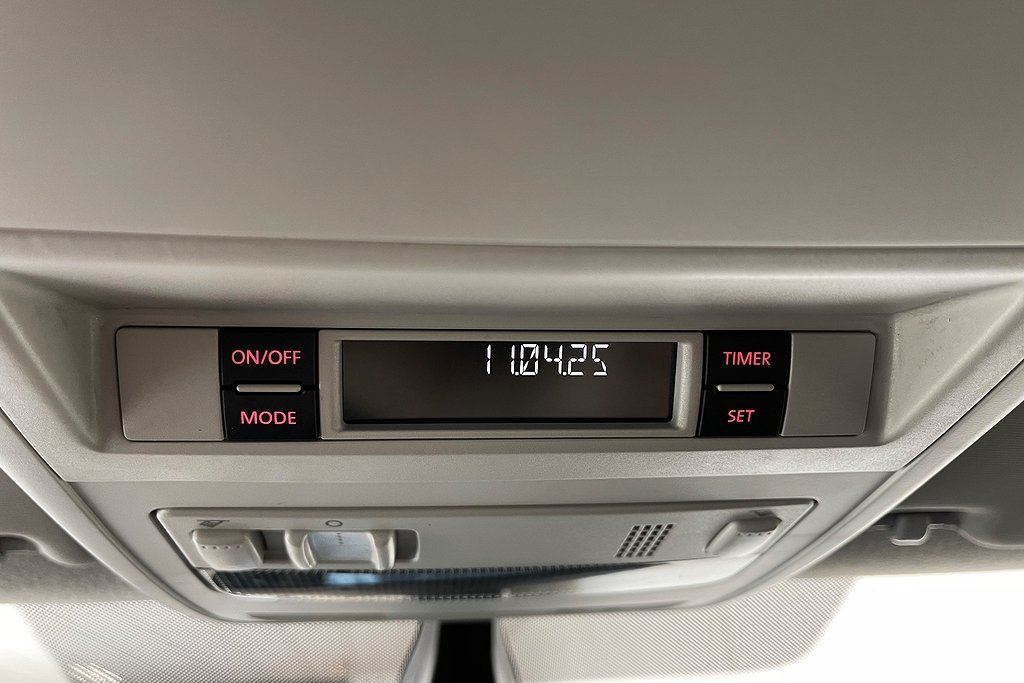 ON/OFF
11.04.25
TIMER
MODE
SET